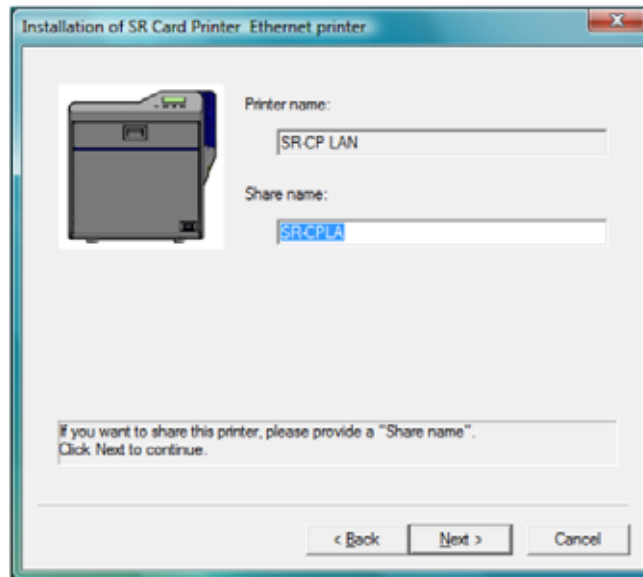 Installation of SR Card Printer Ethernet printer
Printer name:
SR-CP LAN
Share name:
SR-CPLA
If you want to share this printer, please provide a "Share name".
Click Next to continue.
< Back
Next >
Cancel